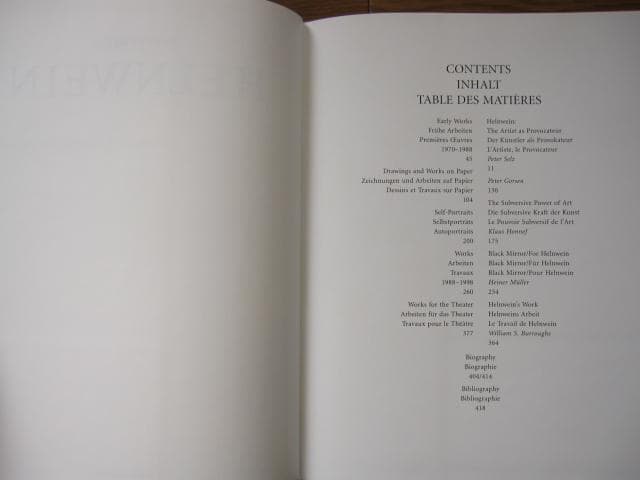 CONTENTS
INHALT
TABLE DES MATIÈRES
Early Works
Frühe Arbeiten
Premières Œuvres
1970–1988
45
Drawings and Works on Paper
Zeichnungen und Arbeiten auf Papier
Dessins et Travaux sur Papier
104
Self-Portraits
Selbstporträts
Autoportraits
200
Works
Arbeiten
Travaux
1988–1998
260
Works for the Theater
Arbeiten für das Theater
Travaux pour le Théâtre
377
Helnwein:
The Artist as Provocateur
Der Künstler als Provokateur
L'Artiste, le Provocateur
Peter Selz
11
Peter Gorsen
136
The Subversive Power of Art
Die Subversive Kraft der Kunst
Le Pouvoir Subversif de l'Art
Klaus Honnef
175
Black Mirror/For Helnwein
Black Mirror/Für Helnwein
Black Mirror/Pour Helnwein
Heiner Müller
254
Helnwein's Work
Helnweins Arbeit
Le Travail de Helnwein
William S. Burroughs
364
Biography
Biographie
404/414
Bibliography
Bibliographie
418